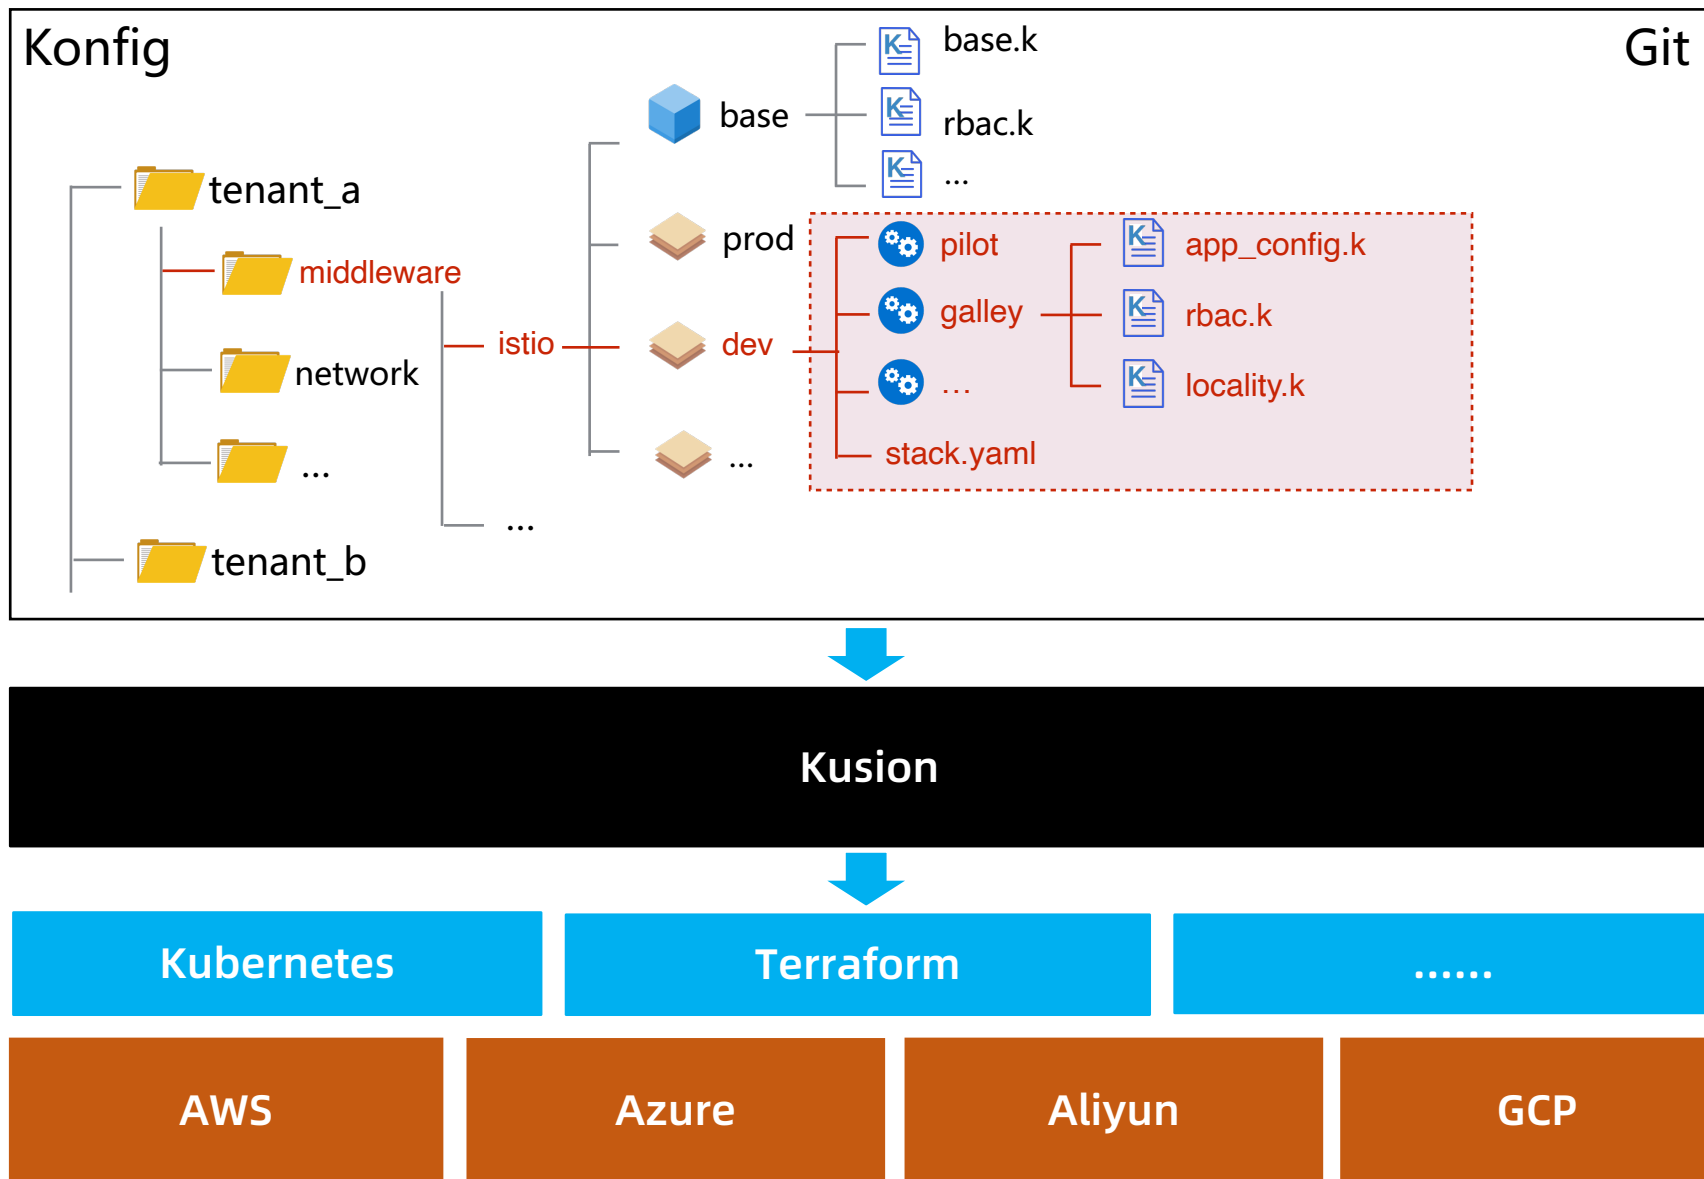 Konfig
Git
tenant_a
middleware
network
...
tenant_b
istio
...
base
prod
dev
...
base.k
rbac.k
...
pilot
galley
...
stack.yaml
app_config.k
rbac.k
locality.k
Kusion
Kubernetes
Terraform
......
AWS
Azure
Aliyun
GCP